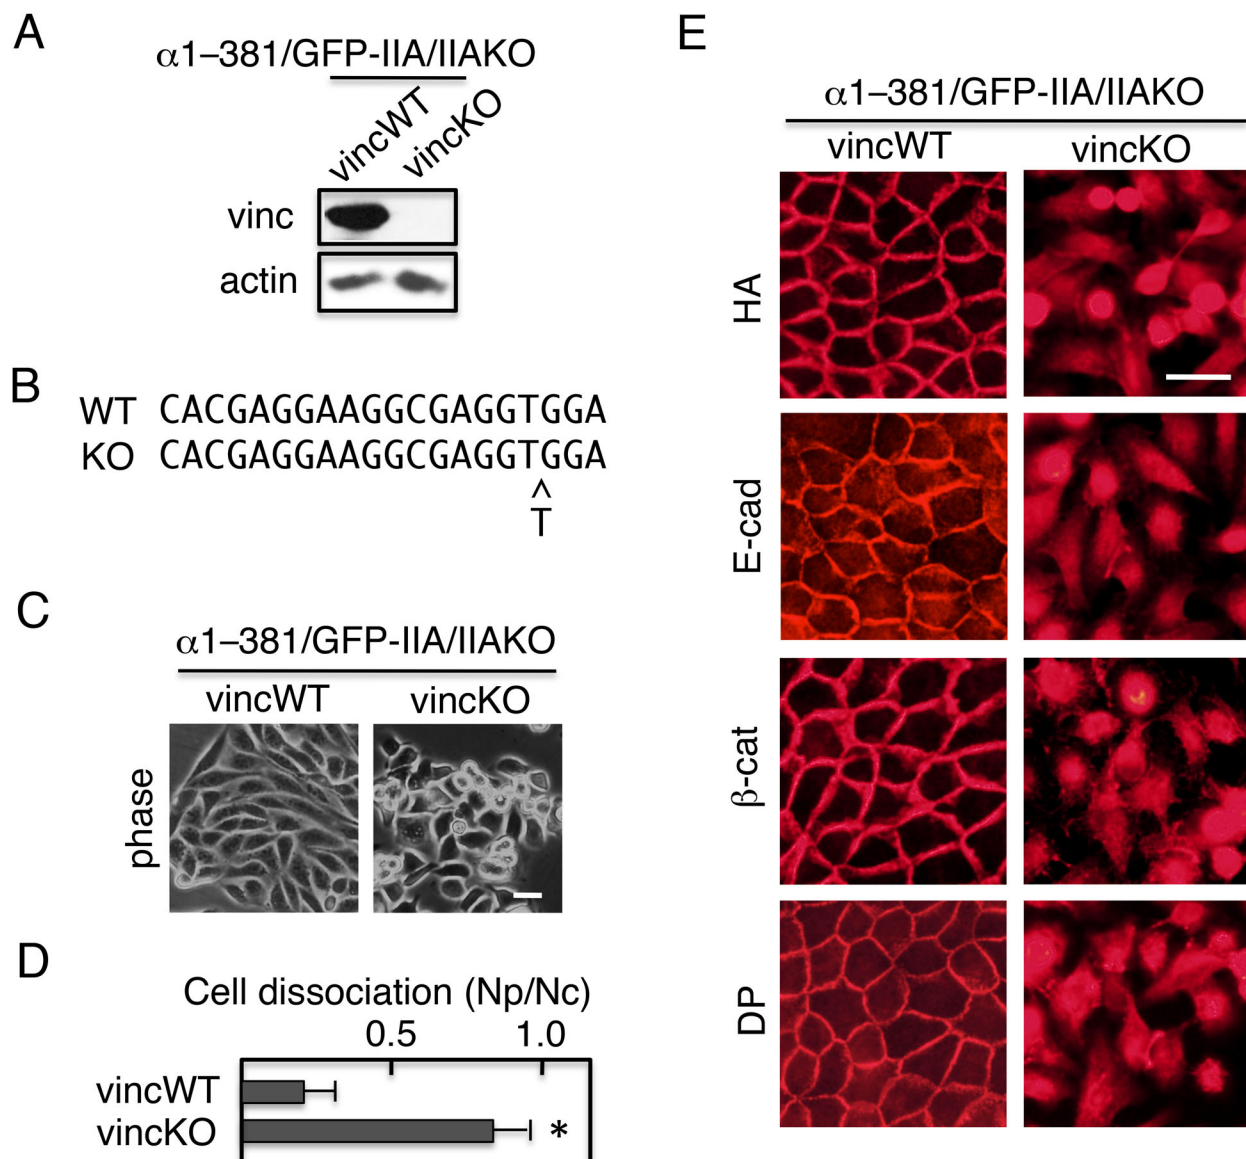 A
α1–381/GFP-IIA/IIAKO
vincWT
vincKO
vinc
actin
B
WT CACGAGGAAGGCGAGGTGGA
KO CACGAGGAAGGCGAGGTGGA
^
T
C
α1–381/GFP-IIA/IIAKO
vincWT vincKO
phase
D
Cell dissociation (Np/Nc)
0.5 1.0
vincWT
vincKO *
E
α1–381/GFP-IIA/IIAKO
vincWT vincKO
HA
E-cad
β-cat
DP